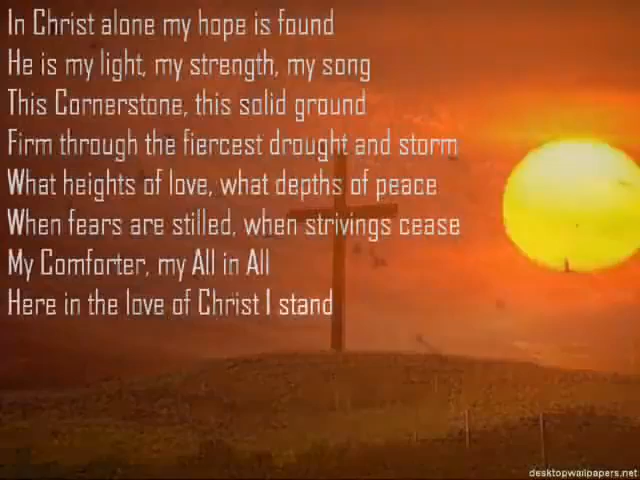 In Christ alone my hope is found
He is my light, my strength, my song
This Cornerstone, this solid ground
Firm through the fiercest drought and storm
What heights of love, what depths of peace
When fears are stilled, when strivings cease
My Comforter, my All in All
Here in the love of Christ I stand
desktopwallpapers.net